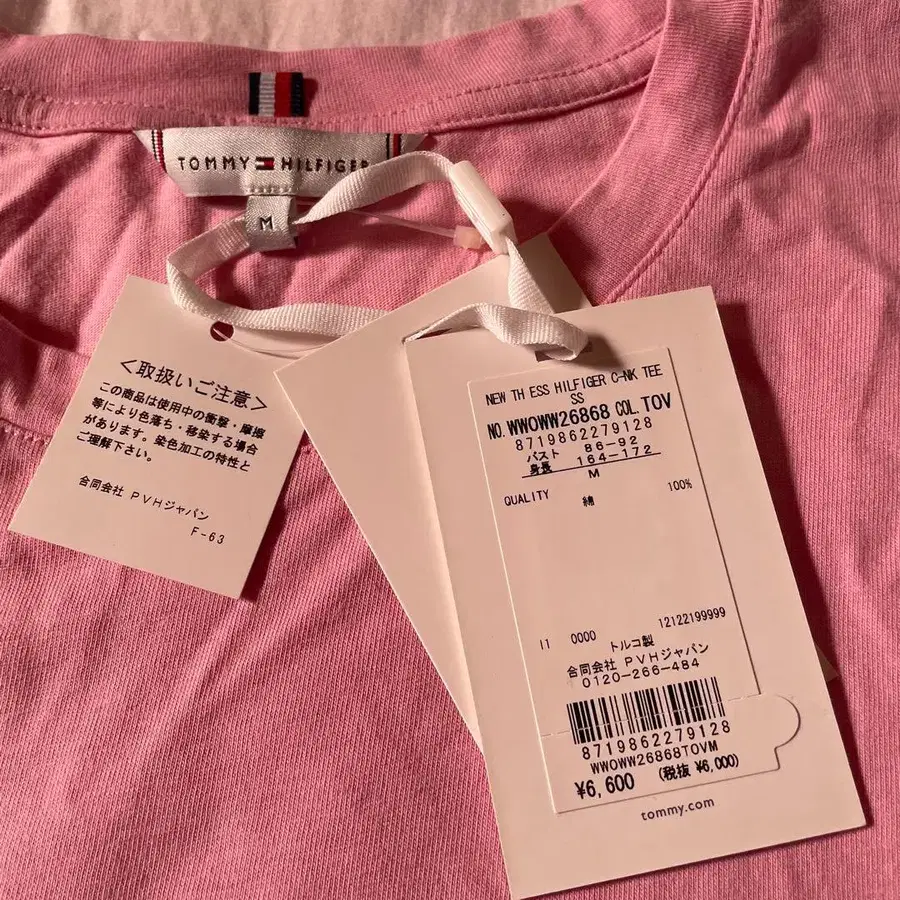 TOMMY HILFIGER
M
<取扱いご注意>
この商品は使用中の衝撃・摩擦
等により色落ち・移染する場合
があります。染色加工の特性と
ご理解下さい。
合同会社 PVHジャパン
F-63
NEW TH ESS HILFIGER C-NK TEE
SS
NO. WW0WW26868 COL. TOV
8719862279128
バスト 86-92
身長 164-172
M
QUALITY 綿 100%
I1 0000 12122199999
トルコ製
合同会社 PVHジャパン
0120-266-484
8719862279128
WW0WW26868TOVM
¥6,600 (税抜 ¥6,000)
tommy.com